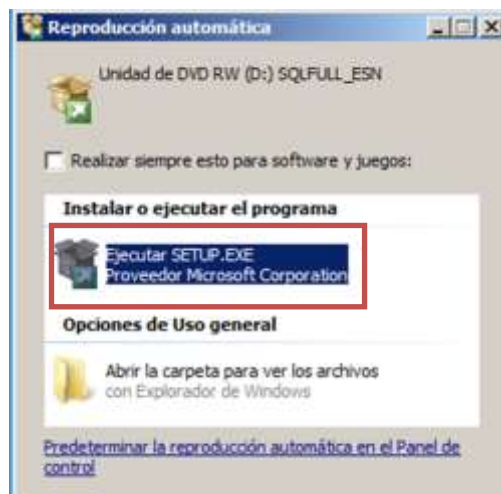 Reproducción automática
Unidad de DVD RW (D:) SQLFULL_ESN
Realizar siempre esto para software y juegos:
Instalar o ejecutar el programa
Ejecutar SETUP.EXE
Proveedor Microsoft Corporation
Opciones de Uso general
Abrir la carpeta para ver los archivos
con Explorador de Windows
Predeterminar la reproducción automática en el Panel de
control